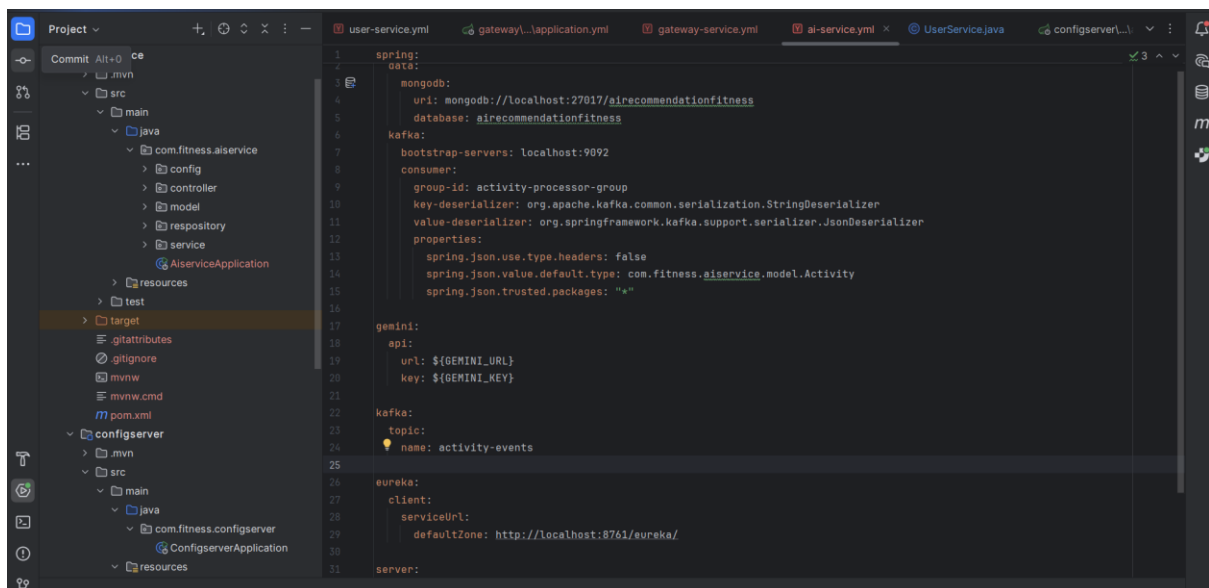 Project
user-service.yml
gateway\...\application.yml
gateway-service.yml
ai-service.yml
UserService.java
configserver\...\
Commit Alt+0
ce
.mvn
src
main
java
com.fitness.aiservice
config
controller
model
respository
service
AiserviceApplication
resources
test
target
.gitattributes
.gitignore
mvnw
mvnw.cmd
pom.xml
configserver
.mvn
src
main
java
com.fitness.configserver
ConfigserverApplication
resources
3
1 spring:
2 data:
3 mongodb:
4 uri: mongodb://localhost:27017/airecommendationfitness
5 database: airecommendationfitness
6 kafka:
7 bootstrap-servers: localhost:9092
8 consumer:
9 group-id: activity-processor-group
10 key-deserializer: org.apache.kafka.common.serialization.StringDeserializer
11 value-deserializer: org.springframework.kafka.support.serializer.JsonDeserializer
12 properties:
13 spring.json.use.type.headers: false
14 spring.json.value.default.type: com.fitness.aiservice.model.Activity
15 spring.json.trusted.packages: "*"
16
17 gemini:
18 api:
19 url: ${GEMINI_URL}
20 key: ${GEMINI_KEY}
21
22 kafka:
23 topic:
24 name: activity-events
25
26 eureka:
27 client:
28 serviceUrl:
29 defaultZone: http://localhost:8761/eureka/
30
31 server: